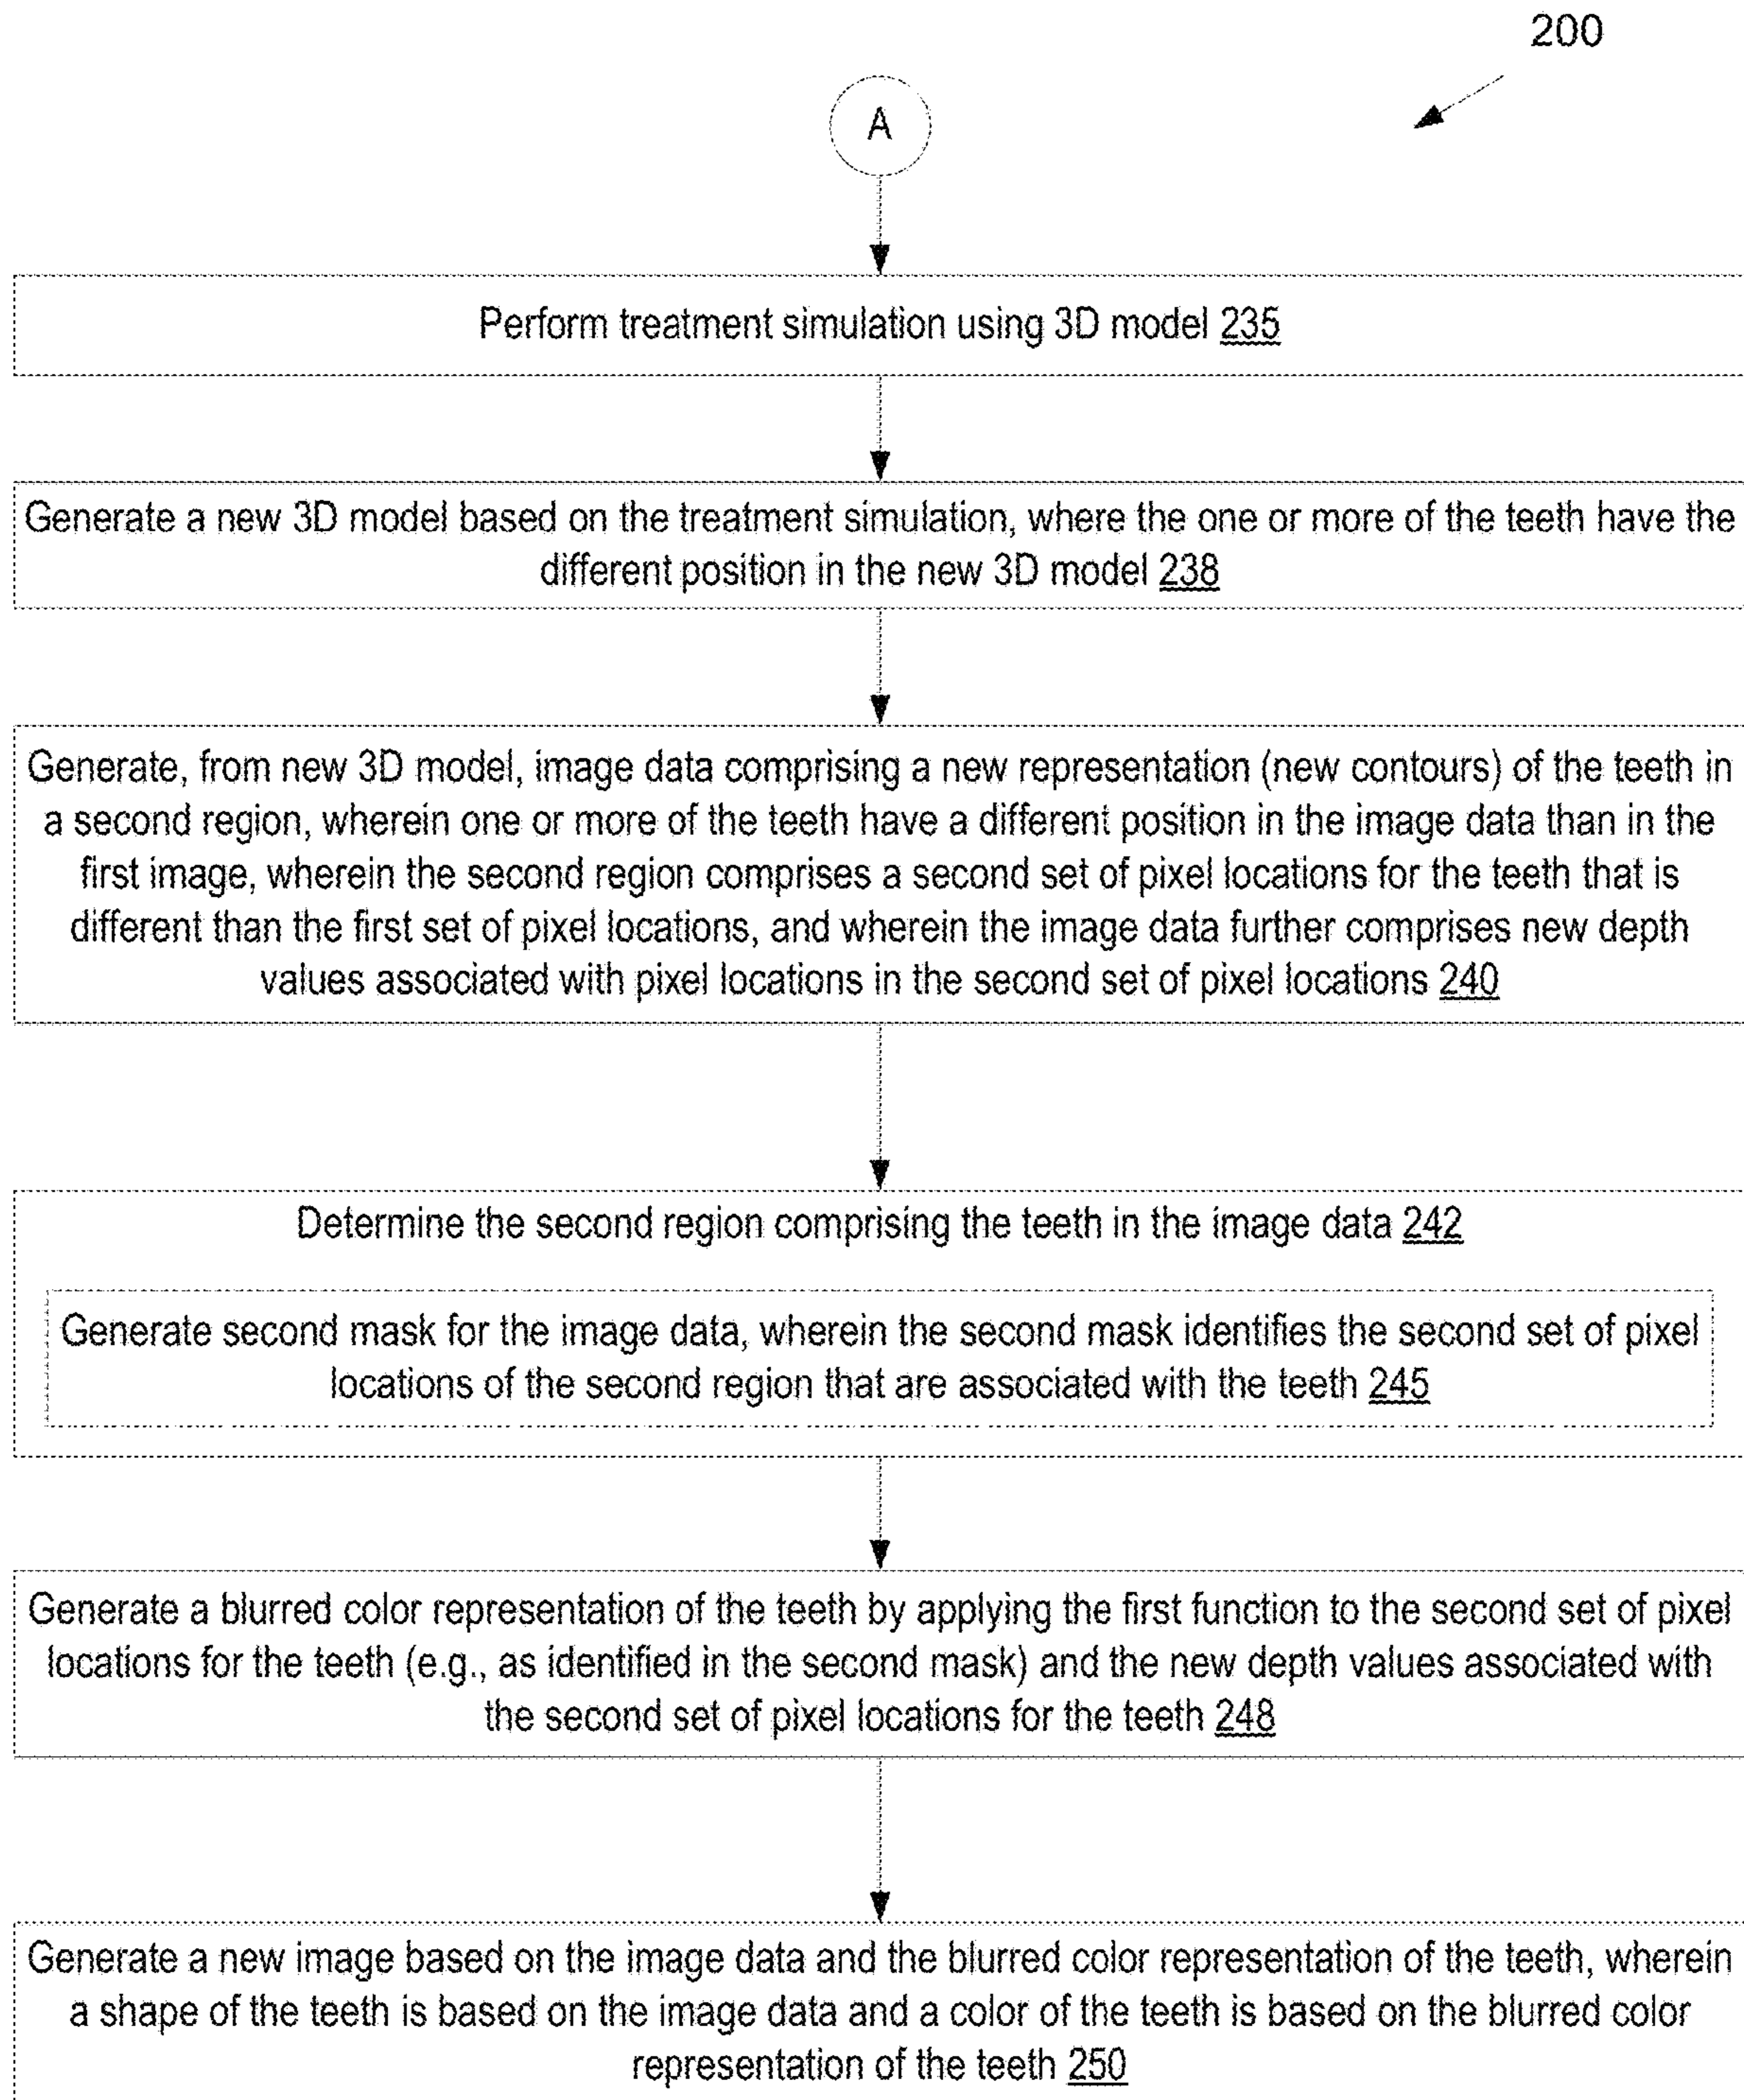 200
A
Perform treatment simulation using 3D model 235
Generate a new 3D model based on the treatment simulation, where the one or more of the teeth have the
different position in the new 3D model 238
Generate, from new 3D model, image data comprising a new representation (new contours) of the teeth in
a second region, wherein one or more of the teeth have a different position in the image data than in the
first image, wherein the second region comprises a second set of pixel locations for the teeth that is
different than the first set of pixel locations, and wherein the image data further comprises new depth
values associated with pixel locations in the second set of pixel locations 240
Determine the second region comprising the teeth in the image data 242
Generate second mask for the image data, wherein the second mask identifies the second set of pixel
locations of the second region that are associated with the teeth 245
Generate a blurred color representation of the teeth by applying the first function to the second set of pixel
locations for the teeth (e.g., as identified in the second mask) and the new depth values associated with
the second set of pixel locations for the teeth 248
Generate a new image based on the image data and the blurred color representation of the teeth, wherein
a shape of the teeth is based on the image data and a color of the teeth is based on the blurred color
representation of the teeth 250